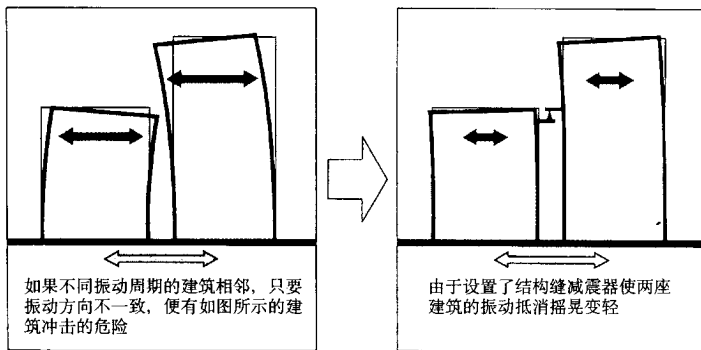 如果不同振动周期的建筑相邻，只要
振动方向不一致，便有如图所示的建
筑冲击的危险
由于设置了结构缝减震器使两座
建筑的振动抵消摇晃变轻